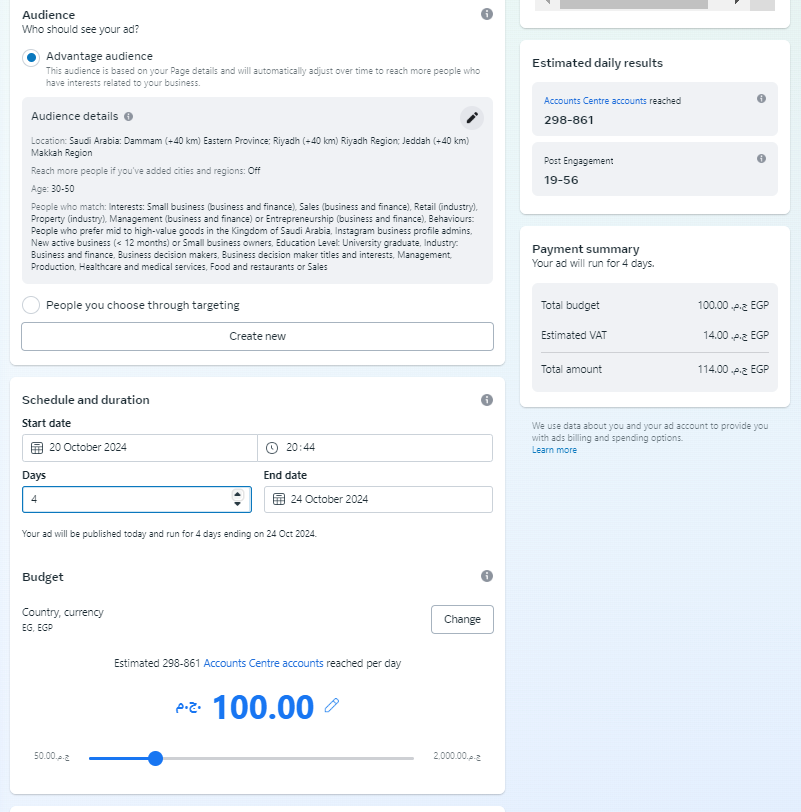 Audience
Who should see your ad?
Advantage audience
This audience is based on your Page details and will automatically adjust over time to reach more people who
have interests related to your business.
Audience details
Location: Saudi Arabia: Dammam (+40 km) Eastern Province; Riyadh (+40 km) Riyadh Region; Jeddah (+40 km)
Makkah Region
Reach more people if you've added cities and regions: Off
Age: 30-50
People who match: Interests: Small business (business and finance), Sales (business and finance), Retail (industry),
Property (industry), Management (business and finance) or Entrepreneurship (business and finance), Behaviours:
People who prefer mid to high-value goods in the Kingdom of Saudi Arabia, Instagram business profile admins,
New active business (< 12 months) or Small business owners, Education Level: University graduate, Industry:
Business and finance, Business decision makers, Business decision maker titles and interests, Management,
Production, Healthcare and medical services, Food and restaurants or Sales
People you choose through targeting
Create new
Schedule and duration
Start date
20 October 2024
20:44
Days
End date
4
24 October 2024
Your ad will be published today and run for 4 days ending on 24 Oct 2024.
Budget
Country, currency
EG, EGP
Change
Estimated 298-861 Accounts Centre accounts reached per day
ج.م. 100.00
ج.م.50.00
ج.م.2,000.00
Estimated daily results
Accounts Centre accounts reached
298-861
Post Engagement
19-56
Payment summary
Your ad will run for 4 days.
Total budget
100.00 ج.م. EGP
Estimated VAT
14.00 ج.م. EGP
Total amount
114.00 ج.م. EGP
We use data about you and your ad account to provide you
with ads billing and spending options.
Learn more